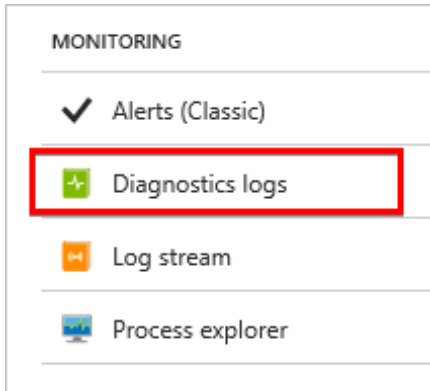 MONITORING
Alerts (Classic)
Diagnostics logs
Log stream
Process explorer